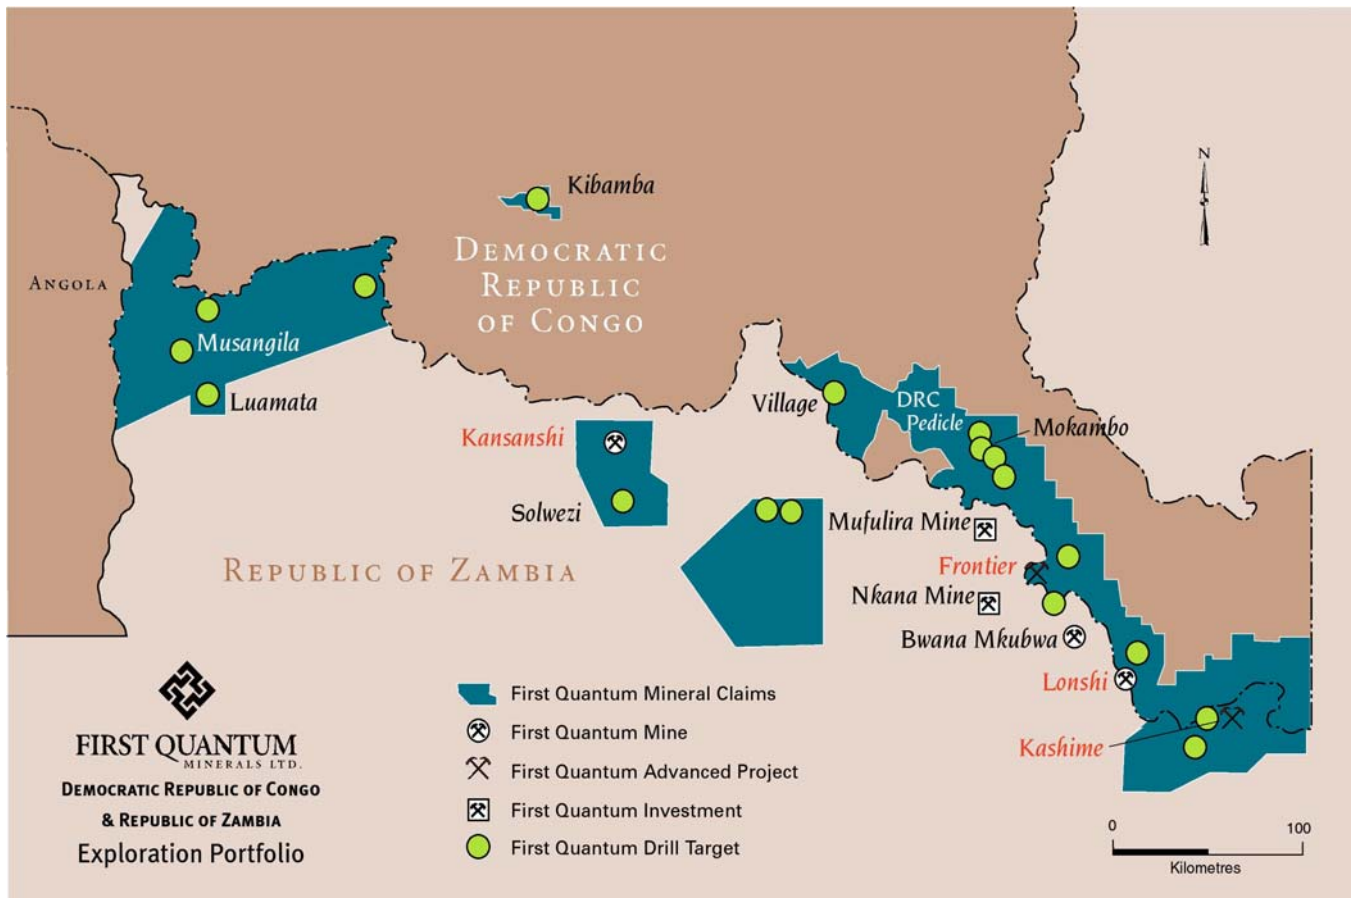 Kibamba
N
DEMOCRATIC
REPUBLIC
OF CONGO
ANGOLA
Musangila
Luamata
Village
DRC
Pedicle
Mokambo
Kansanshi
Solwezi
Mufulira Mine
REPUBLIC OF ZAMBIA
Frontier
Nkana Mine
Bwana Mkubwa
Lonshi
Kashime
FIRST QUANTUM
MINERALS LTD.
DEMOCRATIC REPUBLIC OF CONGO
& REPUBLIC OF ZAMBIA
Exploration Portfolio
First Quantum Mineral Claims
First Quantum Mine
First Quantum Advanced Project
First Quantum Investment
First Quantum Drill Target
0 100
Kilometres